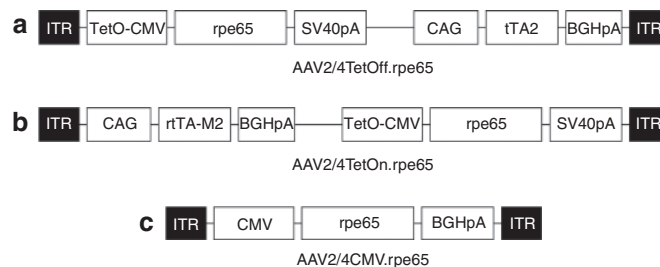 a ITR TetO-CMV rpe65 SV40pA CAG tTA2 BGHpA ITR
AAV2/4TetOff.rpe65
b ITR CAG rtTA-M2 BGHpA TetO-CMV rpe65 SV40pA ITR
AAV2/4TetOn.rpe65
c ITR CMV rpe65 BGHpA ITR
AAV2/4CMV.rpe65